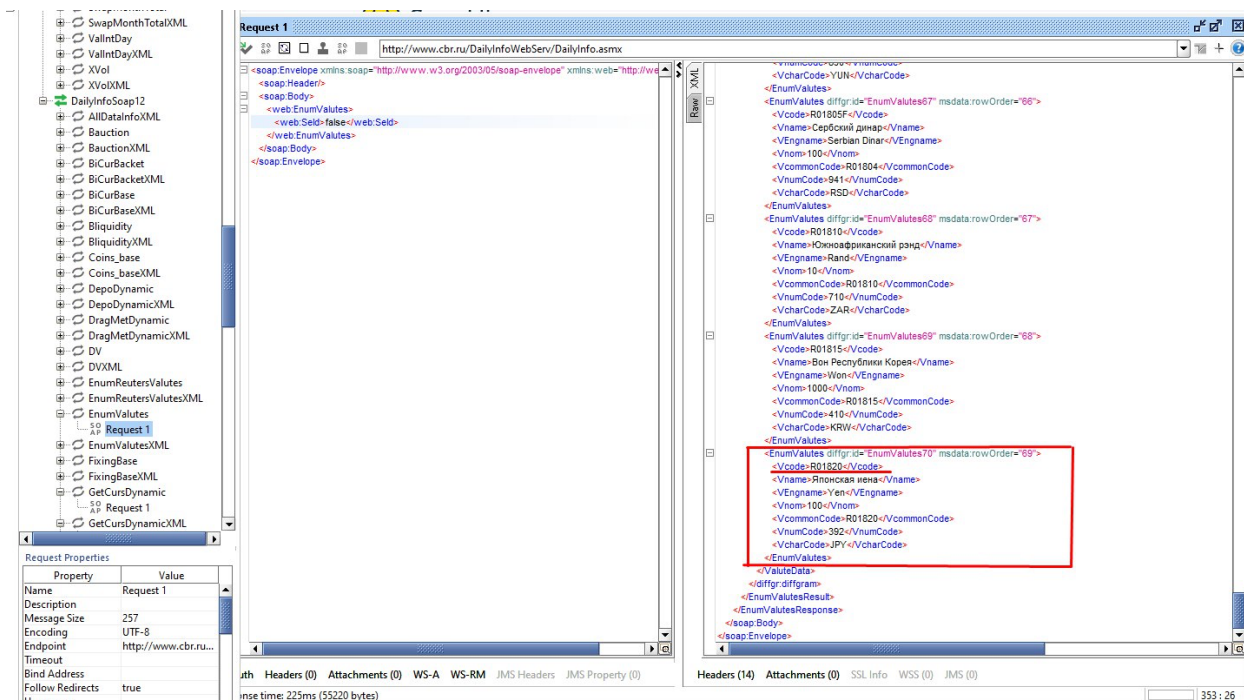 SwapMonthTotalXML
ValIntDay
ValIntDayXML
XVol
XVolXML
DailyInfoSoap12
AllDataInfoXML
Bauction
BauctionXML
BiCurBacket
BiCurBacketXML
BiCurBase
BiCurBaseXML
Bliquidity
BliquidityXML
Coins_base
Coins_baseXML
DepoDynamic
DepoDynamicXML
DragMetDynamic
DragMetDynamicXML
DV
DVXML
EnumReutersValutes
EnumReutersValutesXML
EnumValutes
SOAP Request 1
EnumValutesXML
FixingBase
FixingBaseXML
GetCursDynamic
SOAP Request 1
GetCursDynamicXML
Request Properties
Property Value
Name Request 1
Description
Message Size 257
Encoding UTF-8
Endpoint http://www.cbr.ru...
Timeout
Bind Address
Follow Redirects true
Request 1
http://www.cbr.ru/DailyInfoWebServ/DailyInfo.asmx
<soap:Envelope xmlns:soap="http://www.w3.org/2003/05/soap-envelope" xmlns:web="http://we
<soap:Header/>
<soap:Body>
<web:EnumValutes>
<web:Seld>false</web:Seld>
</web:EnumValutes>
</soap:Body>
</soap:Envelope>
uth Headers (0) Attachments (0) WS-A WS-RM JMS Headers JMS Property (0)
nse time: 225ms (55220 bytes)
XML
Raw
<VcharCode>YUN</VcharCode>
</EnumValutes>
<EnumValutes diffgr:id="EnumValutes67" msdata:rowOrder="66">
<Vcode>R01805F</Vcode>
<Vname>Сербский динар</Vname>
<VEngname>Serbian Dinar</VEngname>
<Vnom>100</Vnom>
<VcommonCode>R01804</VcommonCode>
<VnumCode>941</VnumCode>
<VcharCode>RSD</VcharCode>
</EnumValutes>
<EnumValutes diffgr:id="EnumValutes68" msdata:rowOrder="67">
<Vcode>R01810</Vcode>
<Vname>Южноафриканский рэнд</Vname>
<VEngname>Rand</VEngname>
<Vnom>10</Vnom>
<VcommonCode>R01810</VcommonCode>
<VnumCode>710</VnumCode>
<VcharCode>ZAR</VcharCode>
</EnumValutes>
<EnumValutes diffgr:id="EnumValutes69" msdata:rowOrder="68">
<Vcode>R01815</Vcode>
<Vname>Вон Республики Корея</Vname>
<VEngname>Won</VEngname>
<Vnom>1000</Vnom>
<VcommonCode>R01815</VcommonCode>
<VnumCode>410</VnumCode>
<VcharCode>KRW</VcharCode>
</EnumValutes>
<EnumValutes diffgr:id="EnumValutes70" msdata:rowOrder="69">
<Vcode>R01820</Vcode>
<Vname>Японская иена</Vname>
<VEngname>Yen</VEngname>
<Vnom>100</Vnom>
<VcommonCode>R01820</VcommonCode>
<VnumCode>392</VnumCode>
<VcharCode>JPY</VcharCode>
</EnumValutes>
</ValuteData>
</diffgr:diffgram>
</EnumValutesResult>
</EnumValutesResponse>
</soap:Body>
</soap:Envelope>
Headers (14) Attachments (0) SSL Info WSS (0) JMS (0)
353 : 26